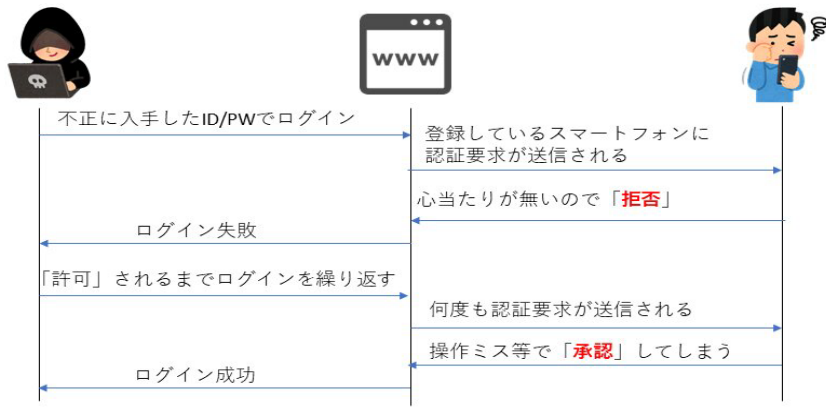 www
不正に入手したID/PWでログイン
登録しているスマートフォンに
認証要求が送信される
心当たりが無いので「拒否」
ログイン失敗
「許可」されるまでログインを繰り返す
何度も認証要求が送信される
操作ミス等で「承認」してしまう
ログイン成功